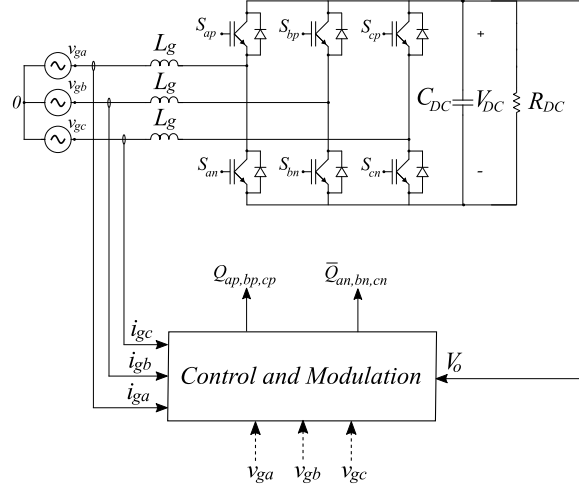 S_ap
S_bp
S_cp
v_ga
L_g
v_gb
L_g
0
v_gc
L_g
+
C_DC
V_DC
R_DC
-
S_an
S_bn
S_cn
Q_ap,bp,cp
Q̅_an,bn,cn
i_gc
i_gb
i_ga
Control and Modulation
V_o
v_ga
v_gb
v_gc